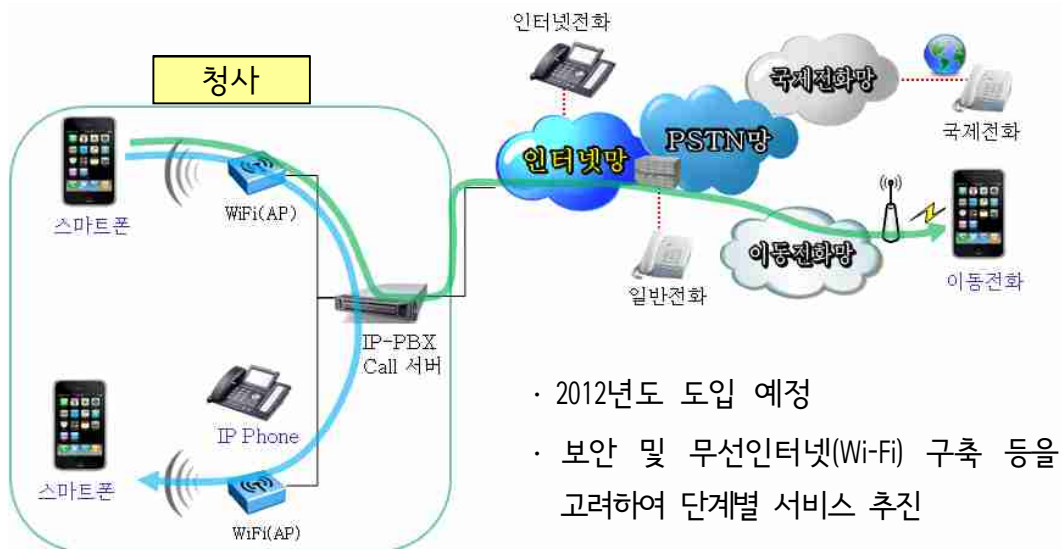 인터넷전화
청사
국제전화망
국제전화
PSTN망
인터넷망
스마트폰
WiFi(AP)
이동전화망
일반전화
이동전화
IP-PBX
Call 서버
IP Phone
스마트폰
WiFi(AP)
· 2012년도 도입 예정
· 보안 및 무선인터넷(Wi-Fi) 구축 등을
고려하여 단계별 서비스 추진